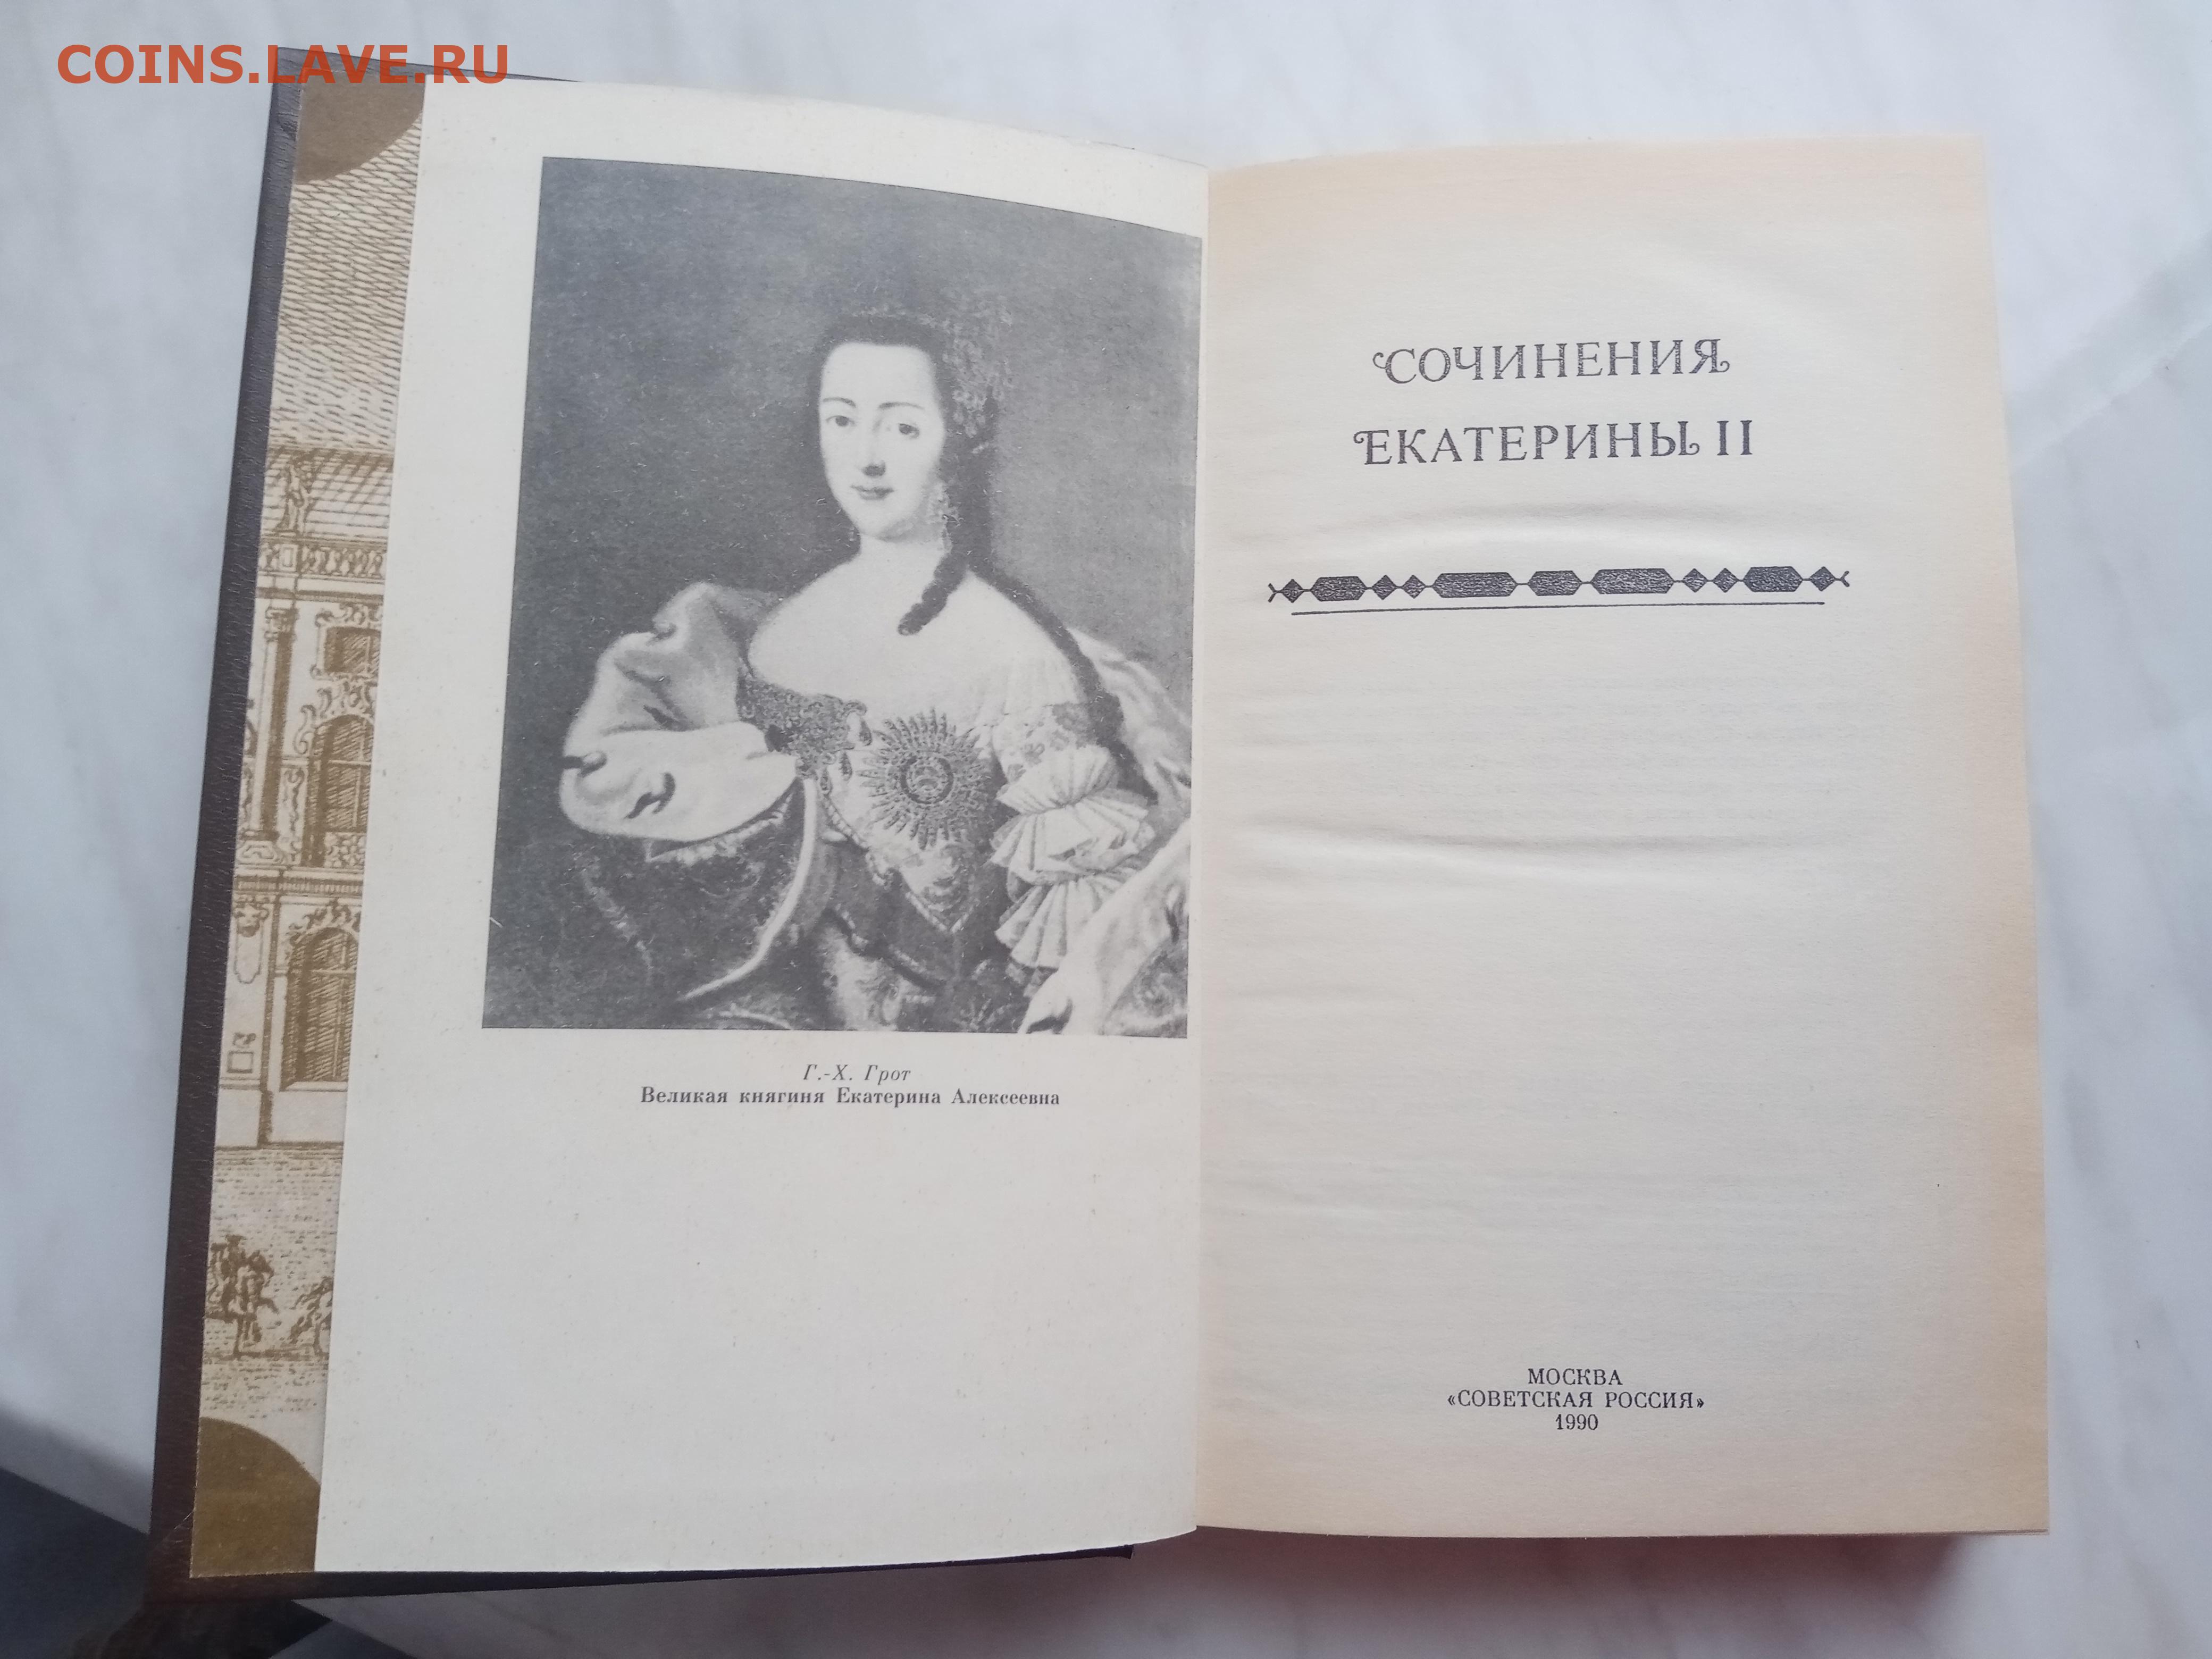 COINS.LAVE.RU
Г.-Х. Грот
Великая княгиня Екатерина Алексеевна
СОЧИНЕНИЯ
ЕКАТЕРИНЫ II
МОСКВА
«СОВЕТСКАЯ РОССИЯ»
1990